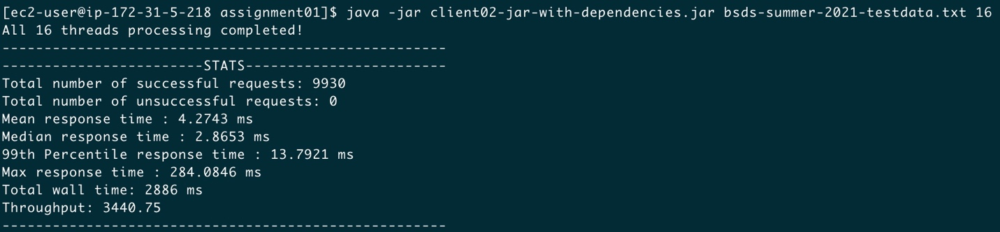 [ec2-user@ip-172-31-5-218 assignment01]$ java -jar client02-jar-with-dependencies.jar bsds-summer-2021-testdata.txt 16
All 16 threads processing completed!
-----------------------------------------------------
------------------------STATS------------------------
Total number of successful requests: 9930
Total number of unsuccessful requests: 0
Mean response time : 4.2743 ms
Median response time : 2.8653 ms
99th Percentile response time : 13.7921 ms
Max response time : 284.0846 ms
Total wall time: 2886 ms
Throughput: 3440.75
-----------------------------------------------------